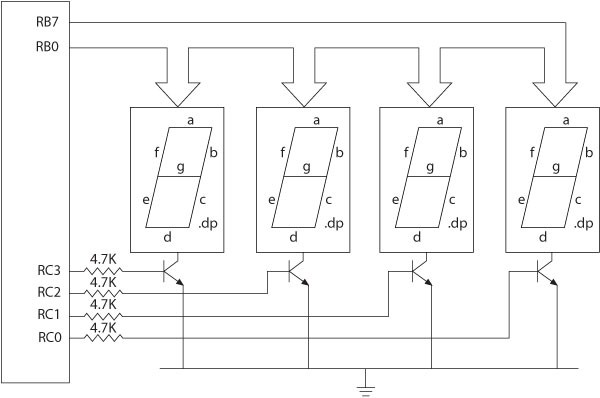 RB7
RB0
a
f
b
g
e
c
.dp
d
a
f
b
g
e
c
.dp
d
a
f
b
g
e
c
.dp
d
a
f
b
g
e
c
.dp
d
RC3 4.7K
RC2 4.7K
RC1 4.7K
RC0 4.7K